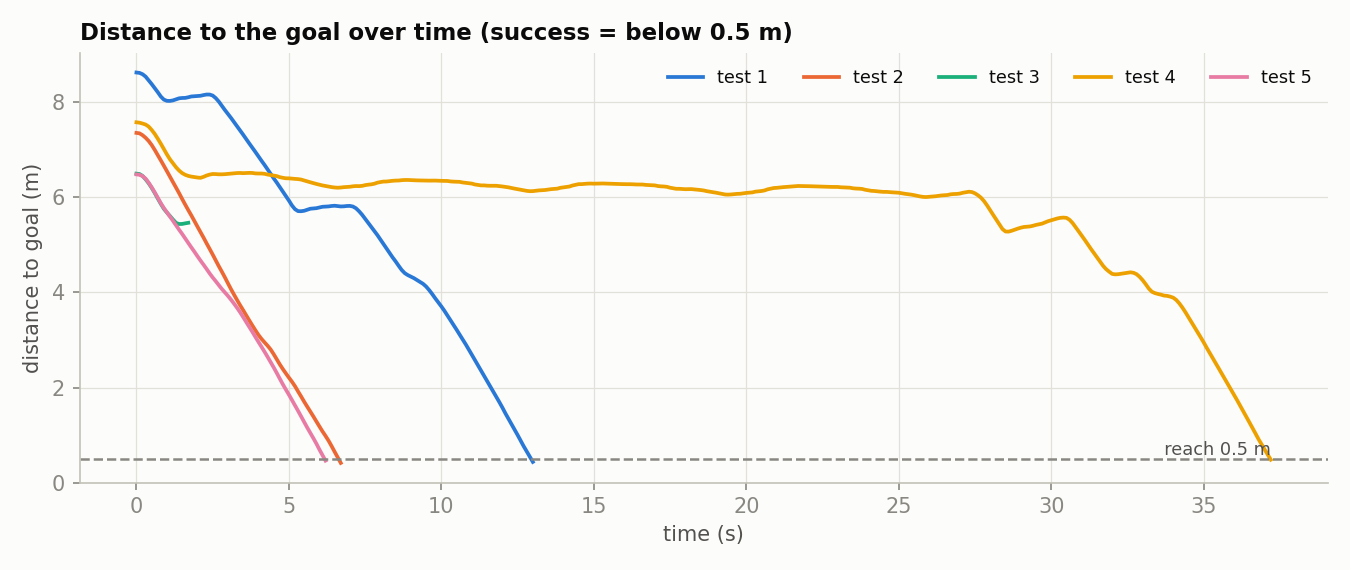 Distance to the goal over time (success = below 0.5 m)
test 1 test 2 test 3 test 4 test 5
distance to goal (m)
8
6
4
2
0
reach 0.5 m
0 5 10 15 20 25 30 35
time (s)